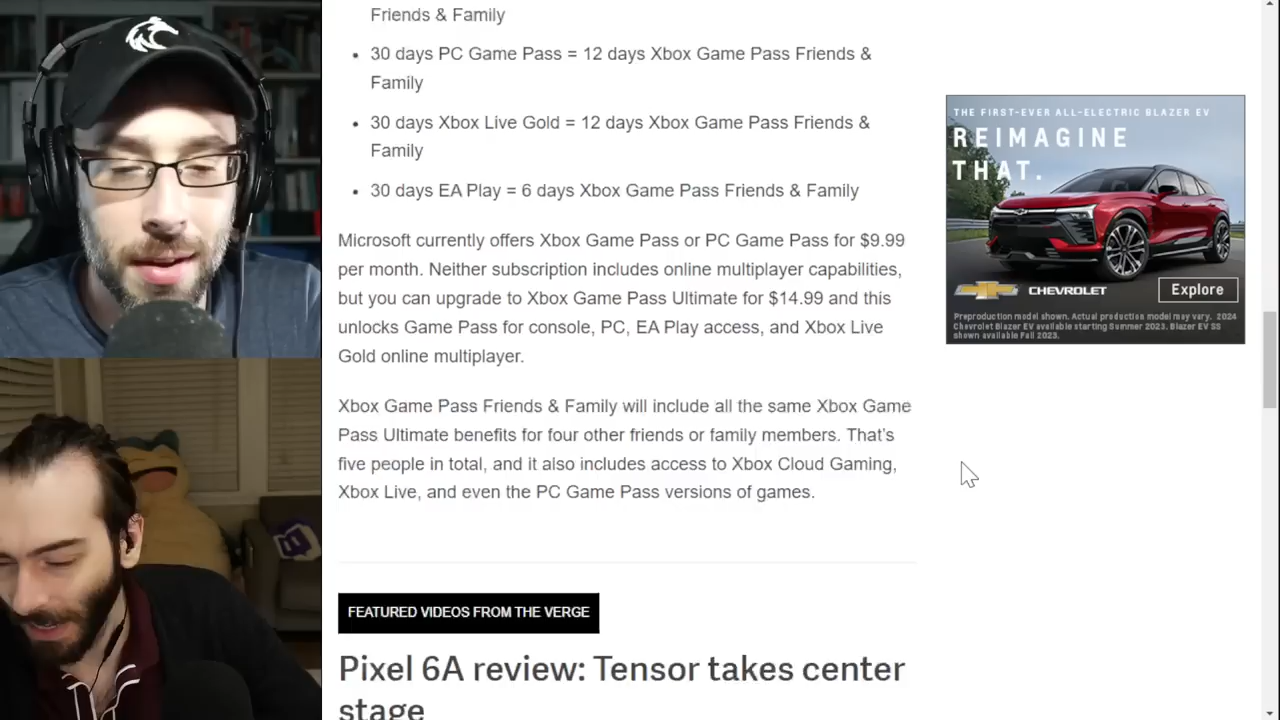 Friends & Family
• 30 days PC Game Pass = 12 days Xbox Game Pass Friends &
Family
• 30 days Xbox Live Gold = 12 days Xbox Game Pass Friends &
Family
• 30 days EA Play = 6 days Xbox Game Pass Friends & Family
Microsoft currently offers Xbox Game Pass or PC Game Pass for $9.99
per month. Neither subscription includes online multiplayer capabilities,
but you can upgrade to Xbox Game Pass Ultimate for $14.99 and this
unlocks Game Pass for console, PC, EA Play access, and Xbox Live
Gold online multiplayer.
Xbox Game Pass Friends & Family will include all the same Xbox Game
Pass Ultimate benefits for four other friends or family members. That’s
five people in total, and it also includes access to Xbox Cloud Gaming,
Xbox Live, and even the PC Game Pass versions of games.
FEATURED VIDEOS FROM THE VERGE
Pixel 6A review: Tensor takes center
stage
THE FIRST-EVER ALL-ELECTRIC BLAZER EV
REIMAGINE
THAT.
CHEVROLET
Explore
Preproduction model shown. Actual production model may vary. 2024
Chevrolet Blazer EV available starting Summer 2023. Blazer EV SS
shown available Fall 2023.